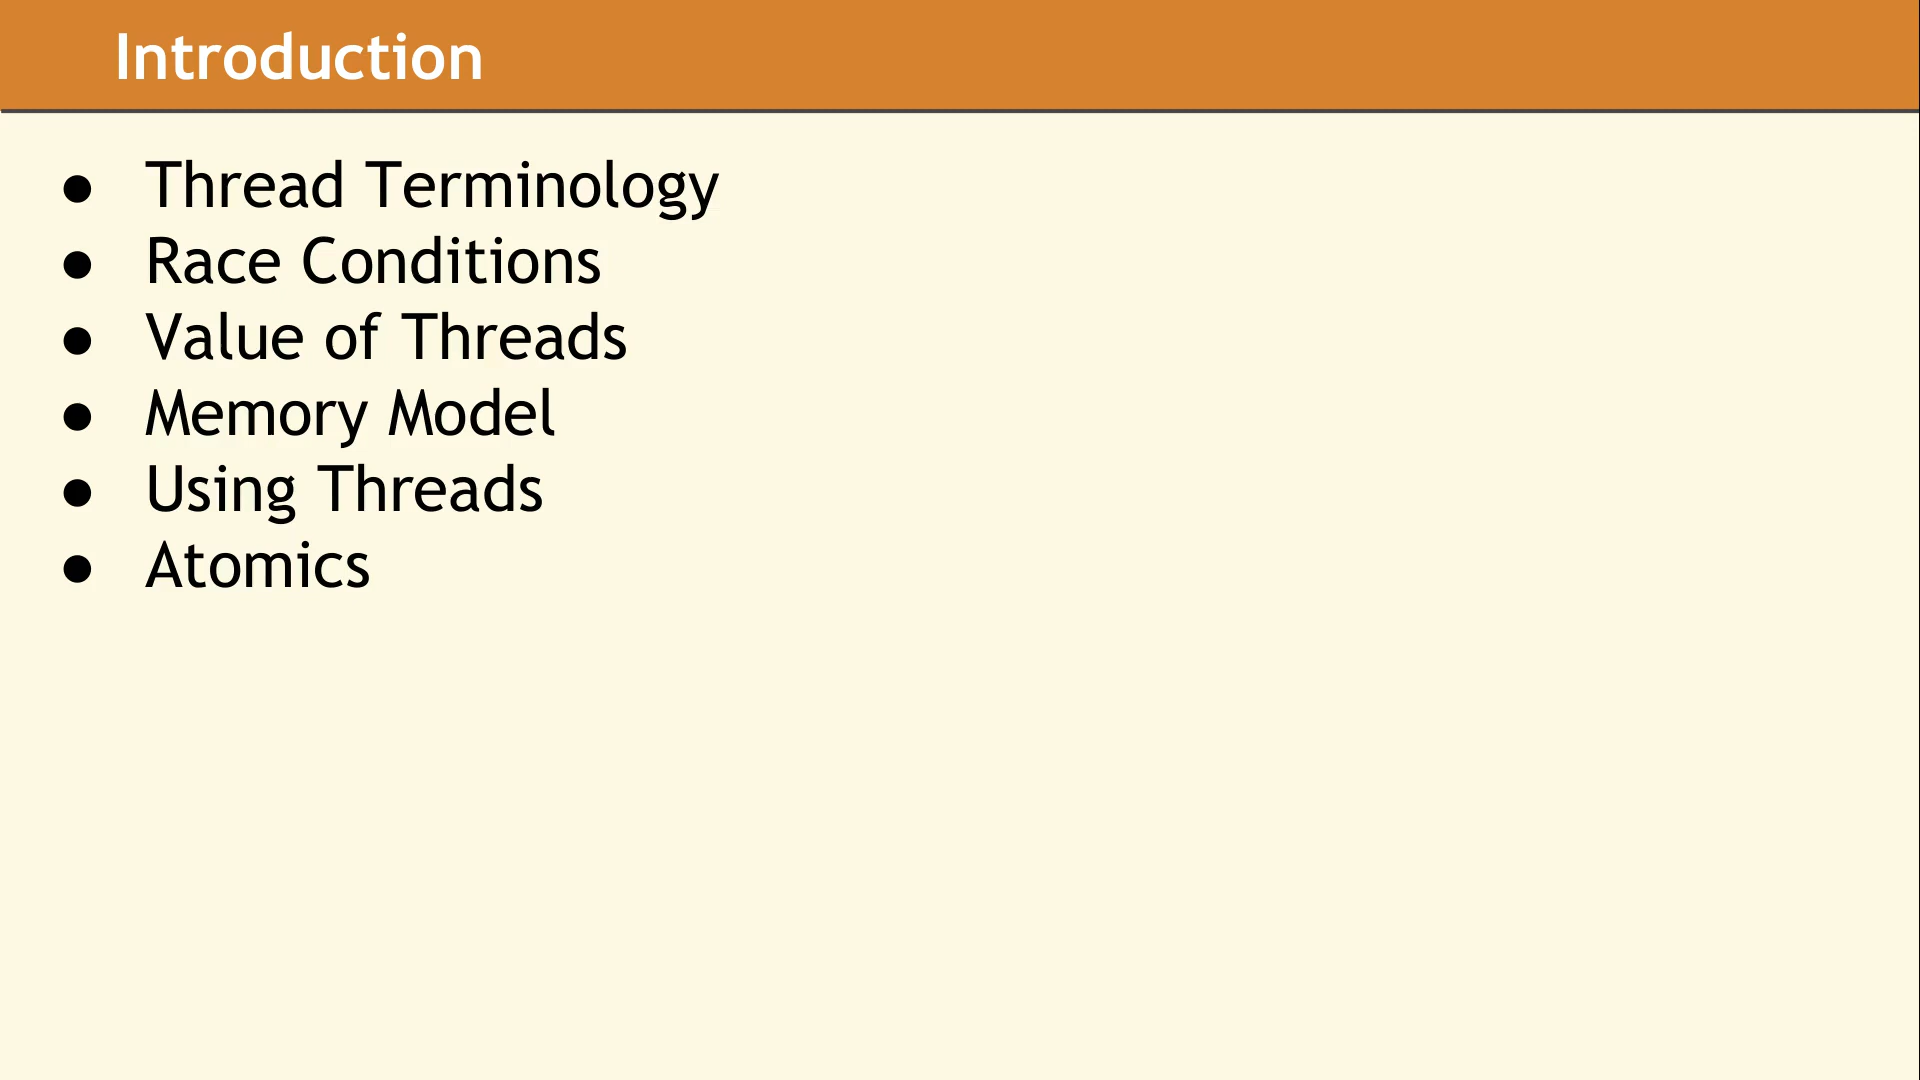 Introduction
● Thread Terminology
● Race Conditions
● Value of Threads
● Memory Model
● Using Threads
● Atomics